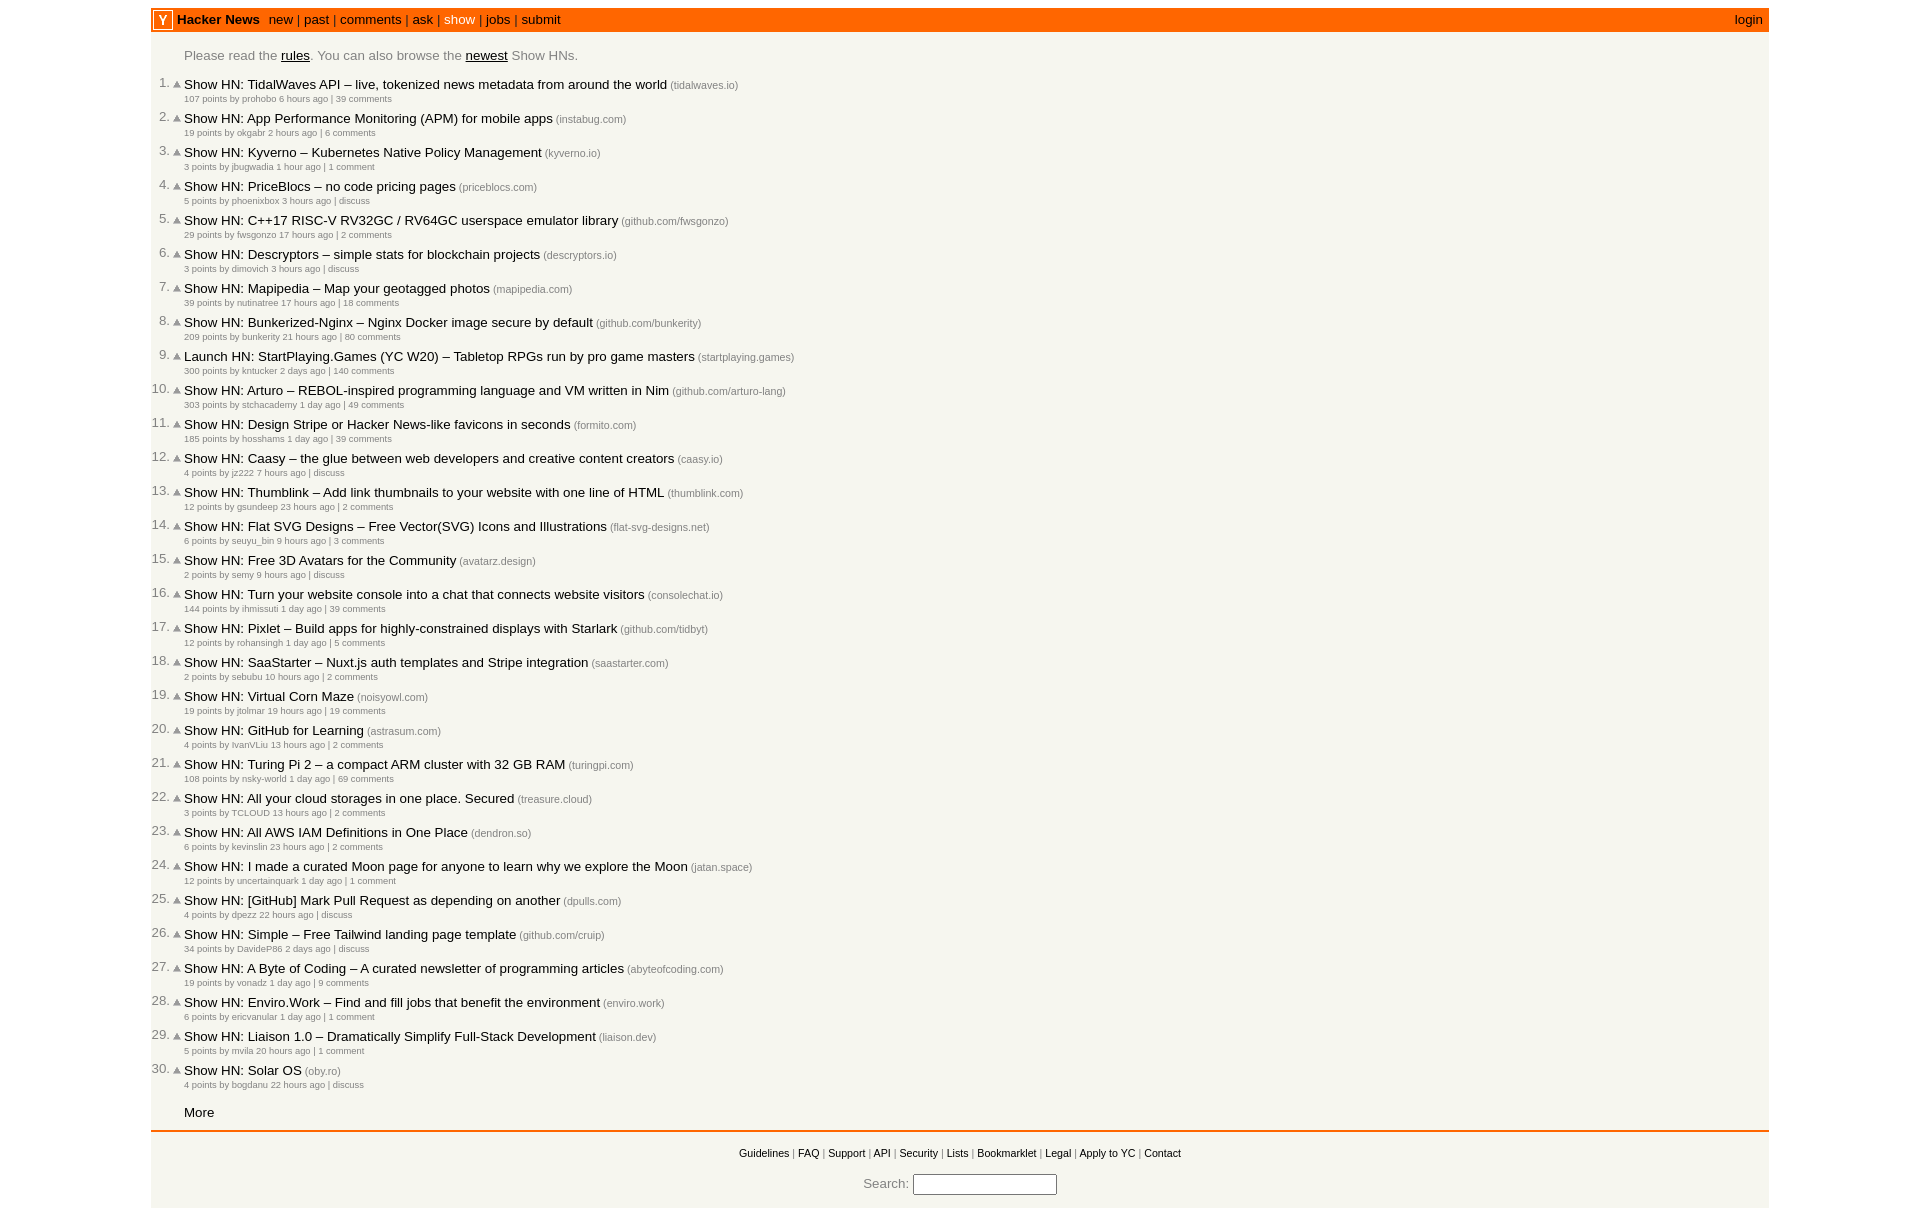 Y Hacker News new | past | comments | ask | show | jobs | submit login
Please read the rules. You can also browse the newest Show HNs.
1. Show HN: TidalWaves API – live, tokenized news metadata from around the world (tidalwaves.io)
107 points by prohobo 6 hours ago | 39 comments
2. Show HN: App Performance Monitoring (APM) for mobile apps (instabug.com)
19 points by okgabr 2 hours ago | 6 comments
3. Show HN: Kyverno – Kubernetes Native Policy Management (kyverno.io)
3 points by jbugwadia 1 hour ago | 1 comment
4. Show HN: PriceBlocs – no code pricing pages (priceblocs.com)
5 points by phoenixbox 3 hours ago | discuss
5. Show HN: C++17 RISC-V RV32GC / RV64GC userspace emulator library (github.com/fwsgonzo)
29 points by fwsgonzo 17 hours ago | 2 comments
6. Show HN: Descryptors – simple stats for blockchain projects (descryptors.io)
3 points by dimovich 3 hours ago | discuss
7. Show HN: Mapipedia – Map your geotagged photos (mapipedia.com)
39 points by nutinatree 17 hours ago | 18 comments
8. Show HN: Bunkerized-Nginx – Nginx Docker image secure by default (github.com/bunkerity)
209 points by bunkerity 21 hours ago | 80 comments
9. Launch HN: StartPlaying.Games (YC W20) – Tabletop RPGs run by pro game masters (startplaying.games)
300 points by kntucker 2 days ago | 140 comments
10. Show HN: Arturo – REBOL-inspired programming language and VM written in Nim (github.com/arturo-lang)
303 points by stchacademy 1 day ago | 49 comments
11. Show HN: Design Stripe or Hacker News-like favicons in seconds (formito.com)
185 points by hosshams 1 day ago | 39 comments
12. Show HN: Caasy – the glue between web developers and creative content creators (caasy.io)
4 points by jz222 7 hours ago | discuss
13. Show HN: Thumblink – Add link thumbnails to your website with one line of HTML (thumblink.com)
12 points by gsundeep 23 hours ago | 2 comments
14. Show HN: Flat SVG Designs – Free Vector(SVG) Icons and Illustrations (flat-svg-designs.net)
6 points by seuyu_bin 9 hours ago | 3 comments
15. Show HN: Free 3D Avatars for the Community (avatarz.design)
2 points by semy 9 hours ago | discuss
16. Show HN: Turn your website console into a chat that connects website visitors (consolechat.io)
144 points by ihmissuti 1 day ago | 39 comments
17. Show HN: Pixlet – Build apps for highly-constrained displays with Starlark (github.com/tidbyt)
12 points by rohansingh 1 day ago | 5 comments
18. Show HN: SaaStarter – Nuxt.js auth templates and Stripe integration (saastarter.com)
2 points by sebubu 10 hours ago | 2 comments
19. Show HN: Virtual Corn Maze (noisyowl.com)
19 points by jtolmar 19 hours ago | 19 comments
20. Show HN: GitHub for Learning (astrasum.com)
4 points by IvanVLiu 13 hours ago | 2 comments
21. Show HN: Turing Pi 2 – a compact ARM cluster with 32 GB RAM (turingpi.com)
108 points by nsky-world 1 day ago | 69 comments
22. Show HN: All your cloud storages in one place. Secured (treasure.cloud)
3 points by TCLOUD 13 hours ago | 2 comments
23. Show HN: All AWS IAM Definitions in One Place (dendron.so)
6 points by kevinslin 23 hours ago | 2 comments
24. Show HN: I made a curated Moon page for anyone to learn why we explore the Moon (jatan.space)
12 points by uncertainquark 1 day ago | 1 comment
25. Show HN: [GitHub] Mark Pull Request as depending on another (dpulls.com)
4 points by dpezz 22 hours ago | discuss
26. Show HN: Simple – Free Tailwind landing page template (github.com/cruip)
34 points by DavideP86 2 days ago | discuss
27. Show HN: A Byte of Coding – A curated newsletter of programming articles (abyteofcoding.com)
19 points by vonadz 1 day ago | 9 comments
28. Show HN: Enviro.Work – Find and fill jobs that benefit the environment (enviro.work)
6 points by ericvanular 1 day ago | 1 comment
29. Show HN: Liaison 1.0 – Dramatically Simplify Full-Stack Development (liaison.dev)
5 points by mvila 20 hours ago | 1 comment
30. Show HN: Solar OS (oby.ro)
4 points by bogdanu 22 hours ago | discuss
More
Guidelines | FAQ | Support | API | Security | Lists | Bookmarklet | Legal | Apply to YC | Contact
Search: